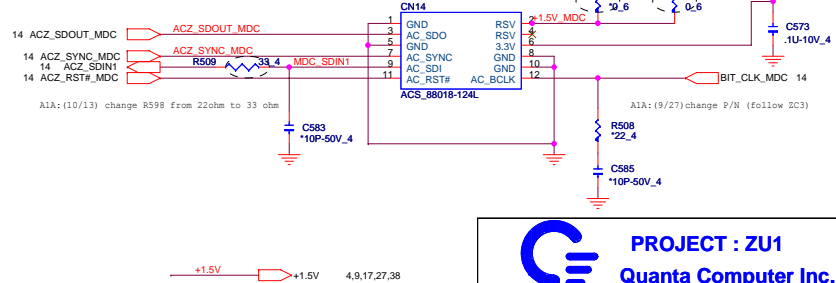 CN14
*0_6 0_6
+1.5V_MDC
1 GND RSV 2
14 ACZ_SDOUT_MDC ACZ_SDOUT_MDC 3 AC_SDO RSV 4
5 GND 3.3V 6
C573
.1U-10V_4
14 ACZ_SYNC_MDC ACZ_SYNC_MDC 7 AC_SYNC GND 8
14 ACZ_SDIN1 R509 33_4 MDC_SDIN1 9 AC_SDI GND 10
14 ACZ_RST#_MDC 11 AC_RST# AC_BCLK 12 BIT_CLK_MDC 14
ACS_88018-124L
A1A:(10/13) change R598 from 22ohm to 33 ohm
A1A:(9/27)change P/N (follow ZC3)
C583
*10P-50V_4
R508
*22_4
C585
*10P-50V_4
+1.5V +1.5V 4,9,17,27,38
PROJECT : ZU1
Quanta Computer Inc.